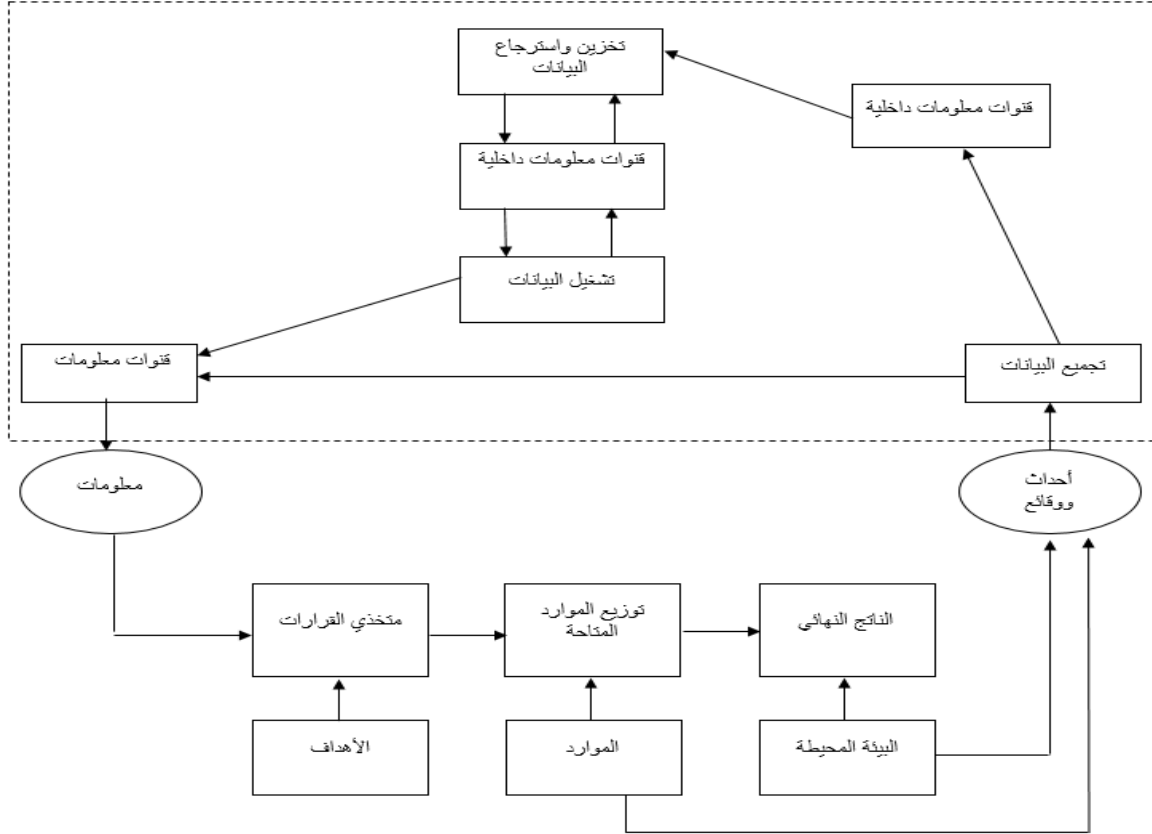 تخزين واسترجاع
البيانات
قنوات معلومات داخلية
قنوات معلومات داخلية
تشغيل البيانات
قنوات معلومات
تجميع البيانات
معلومات
أحداث
ووقائع
متخذي القرارات
توزيع الموارد
المتاحة
الناتج النهائي
الأهداف
الموارد
البيئة المحيطة